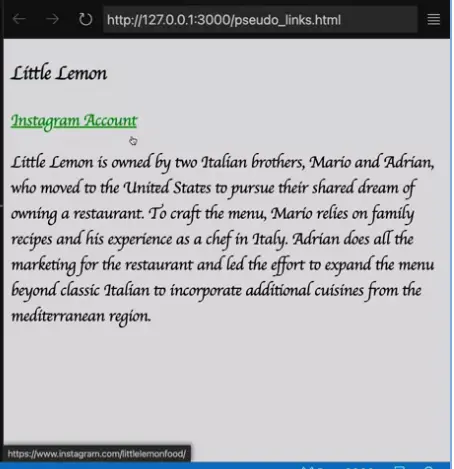 http://127.0.0.1:3000/pseudo_links.html
Little Lemon
Instagram Account
Little Lemon is owned by two Italian brothers, Mario and Adrian,
who moved to the United States to pursue their shared dream of
owning a restaurant. To craft the menu, Mario relies on family
recipes and his experience as a chef in Italy. Adrian does all the
marketing for the restaurant and led the effort to expand the menu
beyond classic Italian to incorporate additional cuisines from the
mediterranean region.
https://www.instagram.com/littlelemonfood/